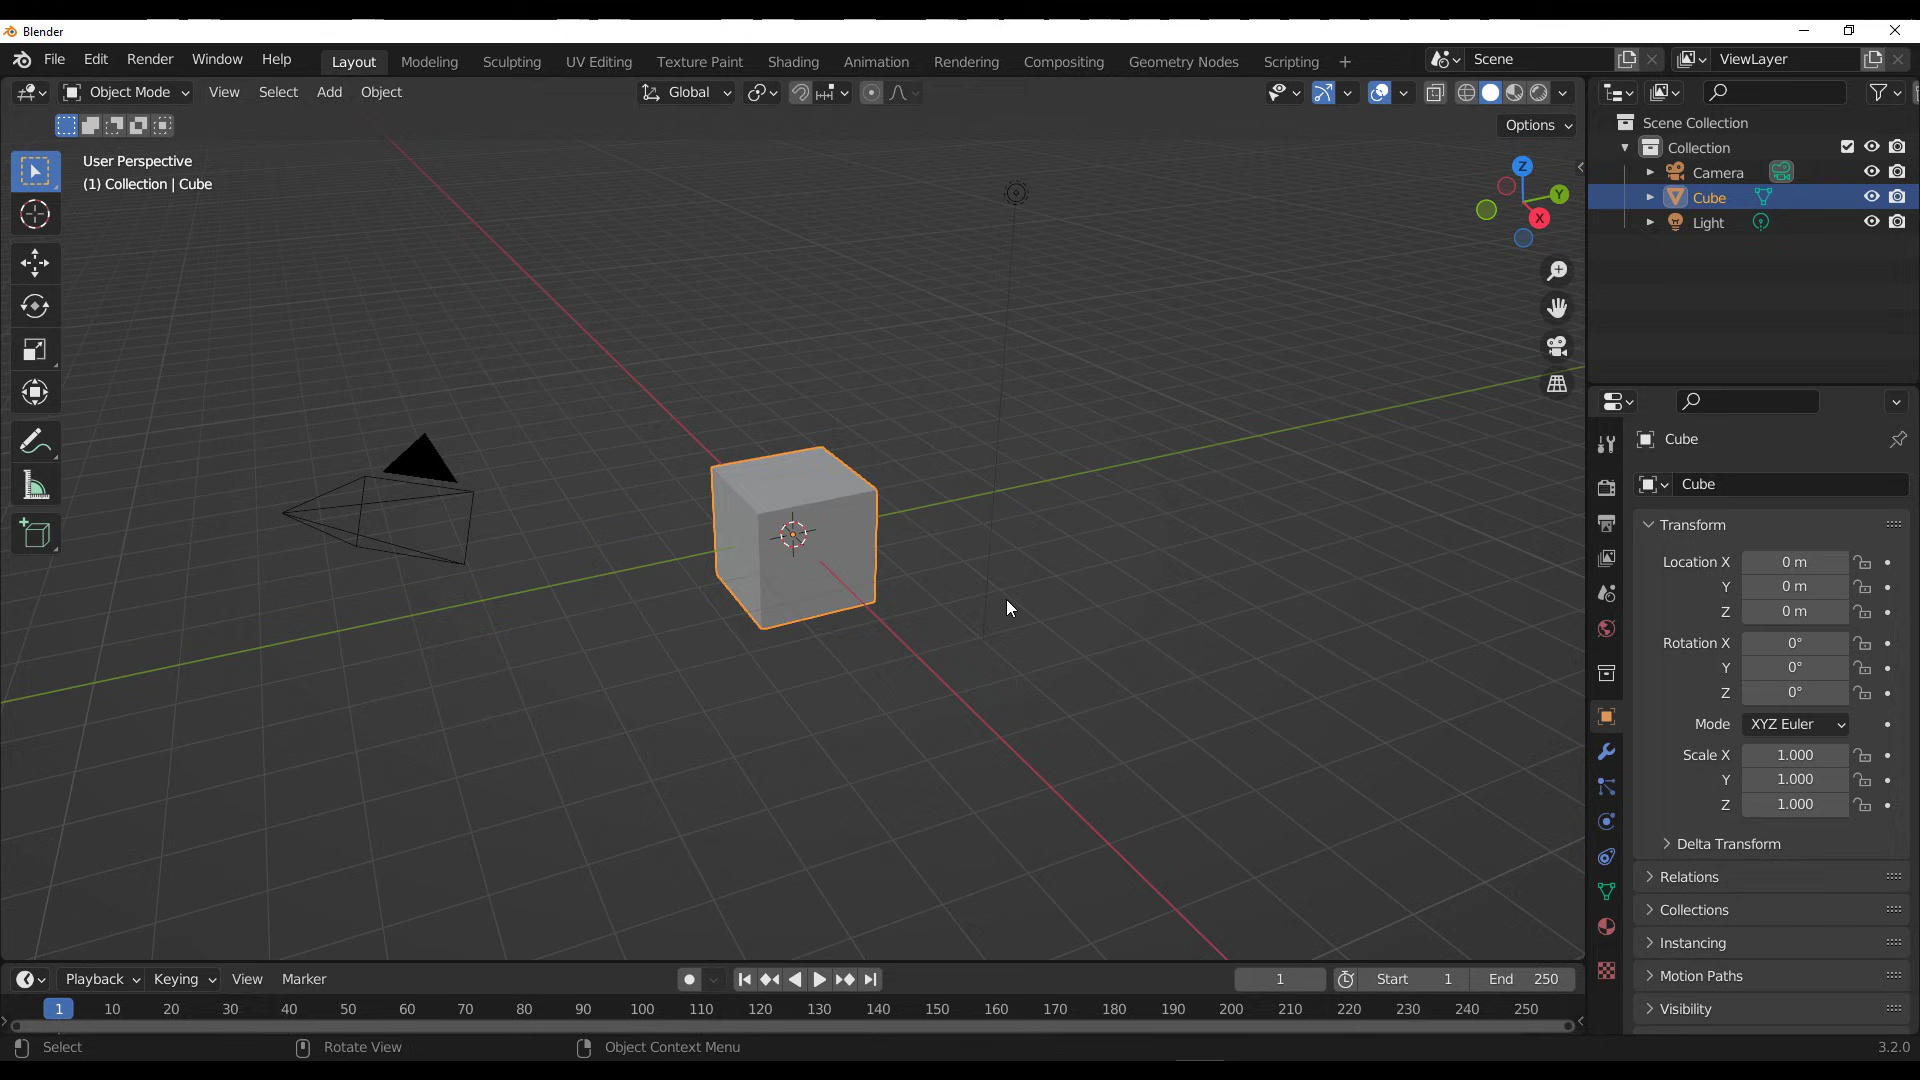 Blender
File Edit Render Window Help Layout Modeling Sculpting UV Editing Texture Paint Shading Animation Rendering Compositing Geometry Nodes Scripting + Scene ViewLayer
Object Mode View Select Add Object Global
Options
User Perspective
(1) Collection | Cube
Z
Y
X
Scene Collection
Collection
Camera
Cube
Light
Cube
Cube
Transform
Location X 0 m
Y 0 m
Z 0 m
Rotation X 0°
Y 0°
Z 0°
Mode XYZ Euler
Scale X 1.000
Y 1.000
Z 1.000
Delta Transform
Relations
Collections
Instancing
Motion Paths
Visibility
Playback Keying View Marker 1 Start 1 End 250
1 10 20 30 40 50 60 70 80 90 100 110 120 130 140 150 160 170 180 190 200 210 220 230 240 250
Select Rotate View Object Context Menu 3.2.0